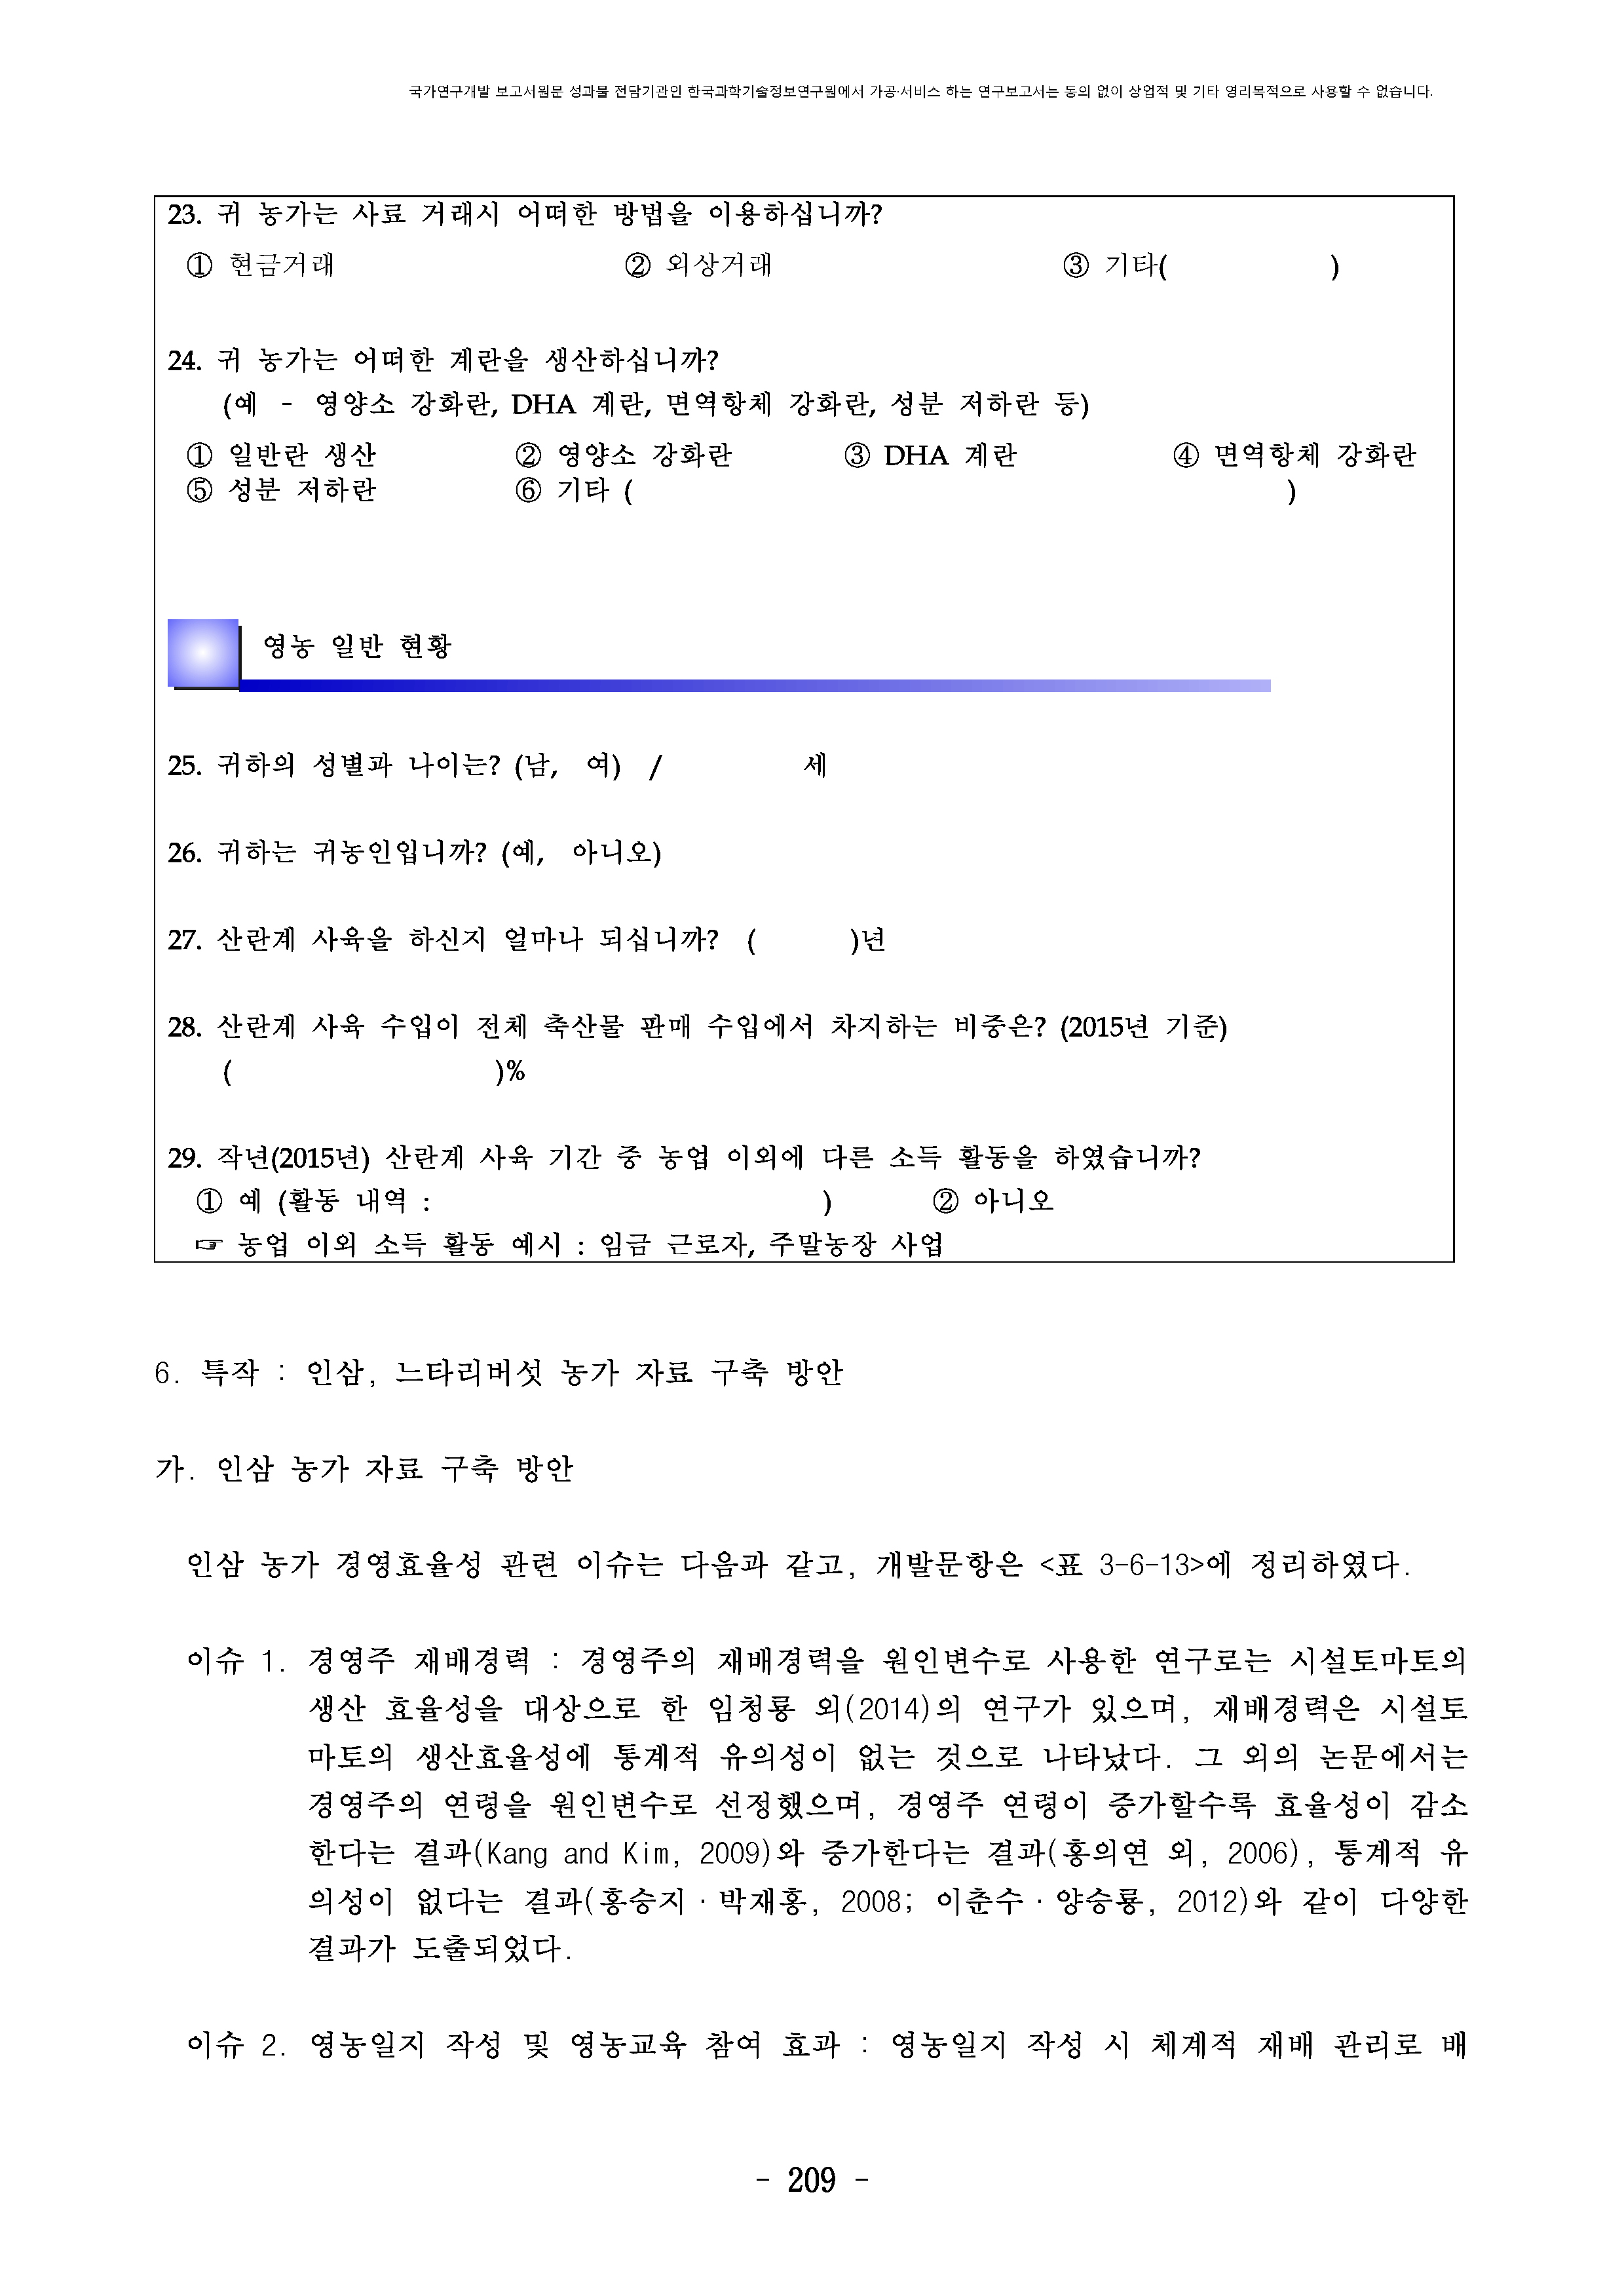 국가연구개발 보고서원문 성과물 전담기관인 한국과학기술정보연구원에서 가공·서비스 하는 연구보고서는 동의 없이 상업적 및 기타 영리목적으로 사용할 수 없습니다.
23. 귀 농가는 사료 거래시 어떠한 방법을 이용하십니까?
① 현금거래 ② 외상거래 ③ 기타( )
24. 귀 농가는 어떠한 계란을 생산하십니까?
(예 - 영양소 강화란, DHA 계란, 면역항체 강화란, 성분 저하란 등)
① 일반란 생산 ② 영양소 강화란 ③ DHA 계란 ④ 면역항체 강화란
⑤ 성분 저하란 ⑥ 기타 ( )
영농 일반 현황
25. 귀하의 성별과 나이는? (남, 여) / 세
26. 귀하는 귀농인입니까? (예, 아니오)
27. 산란계 사육을 하신지 얼마나 되십니까? ( )년
28. 산란계 사육 수입이 전체 축산물 판매 수입에서 차지하는 비중은? (2015년 기준)
( )%
29. 작년(2015년) 산란계 사육 기간 중 농업 이외에 다른 소득 활동을 하였습니까?
① 예 (활동 내역 : ) ② 아니오
☞ 농업 이외 소득 활동 예시 : 임금 근로자, 주말농장 사업
6. 특작 : 인삼, 느타리버섯 농가 자료 구축 방안
가. 인삼 농가 자료 구축 방안
인삼 농가 경영효율성 관련 이슈는 다음과 같고, 개발문항은 <표 3-6-13>에 정리하였다.
이슈 1. 경영주 재배경력 : 경영주의 재배경력을 원인변수로 사용한 연구로는 시설토마토의
생산 효율성을 대상으로 한 임청룡 외(2014)의 연구가 있으며, 재배경력은 시설토
마토의 생산효율성에 통계적 유의성이 없는 것으로 나타났다. 그 외의 논문에서는
경영주의 연령을 원인변수로 선정했으며, 경영주 연령이 증가할수록 효율성이 감소
한다는 결과(Kang and Kim, 2009)와 증가한다는 결과(홍의연 외, 2006), 통계적 유
의성이 없다는 결과(홍승지·박재홍, 2008; 이춘수·양승룡, 2012)와 같이 다양한
결과가 도출되었다.
이슈 2. 영농일지 작성 및 영농교육 참여 효과 : 영농일지 작성 시 체계적 재배 관리로 배
- 209 -